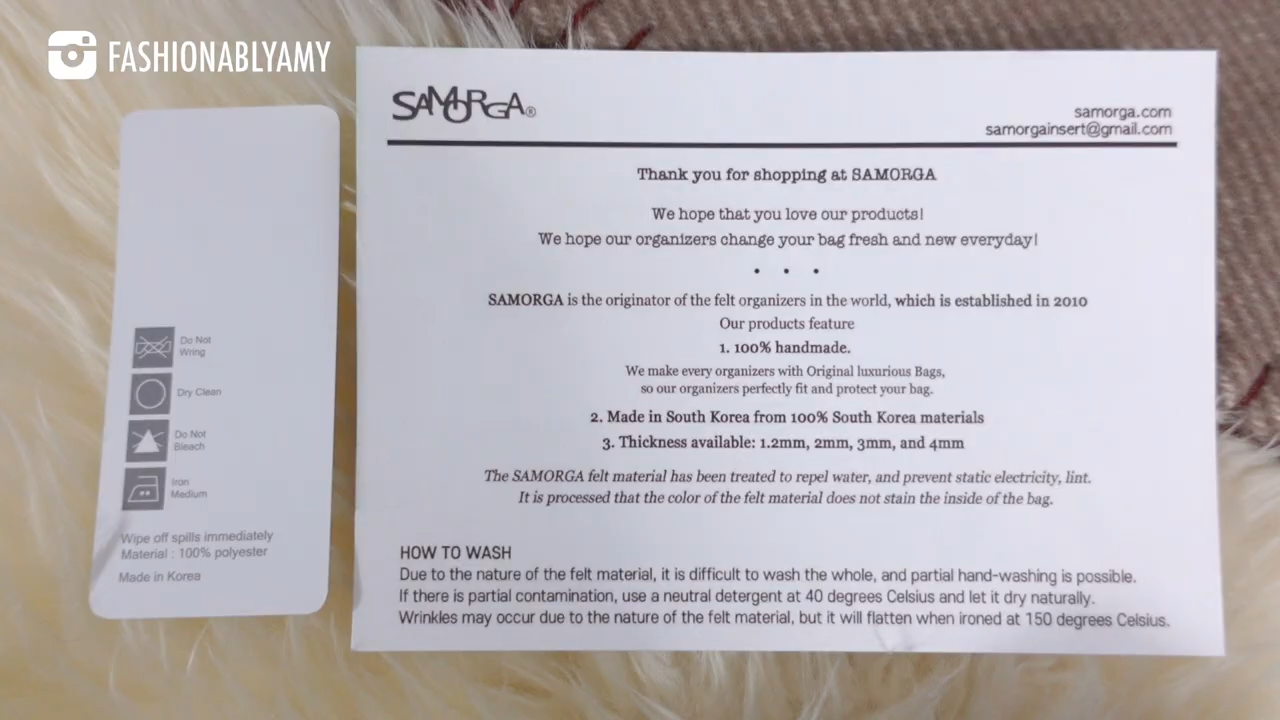 FASHIONABLYAMY
SAMORGA®
samorga.com
samorgainsert@gmail.com
Thank you for shopping at SAMORGA
We hope that you love our products!
We hope our organizers change your bag fresh and new everyday!
• • •
SAMORGA is the originator of the felt organizers in the world, which is established in 2010
Our products feature
1. 100% handmade.
We make every organizers with Original luxurious Bags,
so our organizers perfectly fit and protect your bag.
2. Made in South Korea from 100% South Korea materials
3. Thickness available: 1.2mm, 2mm, 3mm, and 4mm
The SAMORGA felt material has been treated to repel water, and prevent static electricity, lint.
It is processed that the color of the felt material does not stain the inside of the bag.
HOW TO WASH
Due to the nature of the felt material, it is difficult to wash the whole, and partial hand-washing is possible.
If there is partial contamination, use a neutral detergent at 40 degrees Celsius and let it dry naturally.
Wrinkles may occur due to the nature of the felt material, but it will flatten when ironed at 150 degrees Celsius.
Do Not
Wring
Dry Clean
Do Not
Bleach
Iron
Medium
Wipe off spills immediately
Material : 100% polyester
Made in Korea